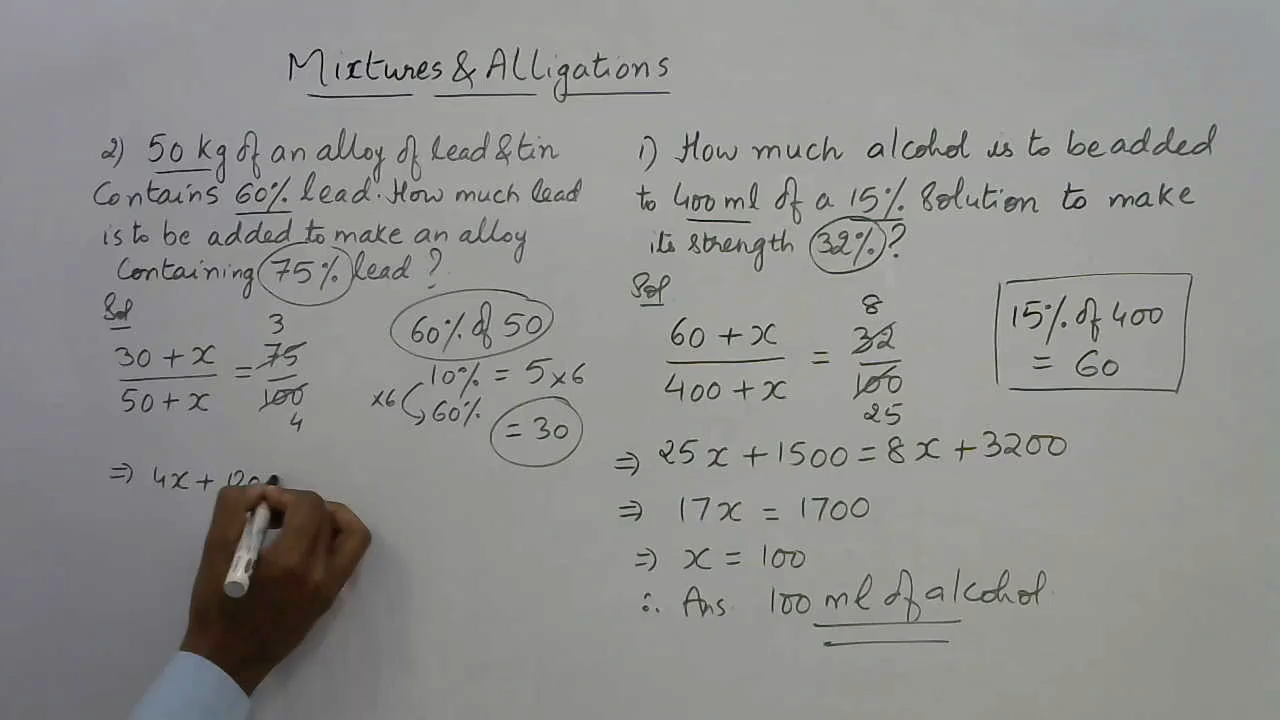 Mixtures & Alligations
2) 50 kg of an alloy of lead & tin
Contains 60% lead. How much lead
is to be added to make an alloy
containing 75% lead?
Sol
30 + x / 50 + x = 75 / 100
3
4
60% of 50
10% = 5 x 6
x6 60%
= 30
⇒ 4x + 120
1) How much alcohol is to be added
to 400 ml of a 15% Solution to make
its strength 32%?
Sol
60 + x / 400 + x = 32 / 100
8
25
15% of 400
= 60
⇒ 25x + 1500 = 8x + 3200
⇒ 17x = 1700
⇒ x = 100
∴ Ans 100 ml of alcohol